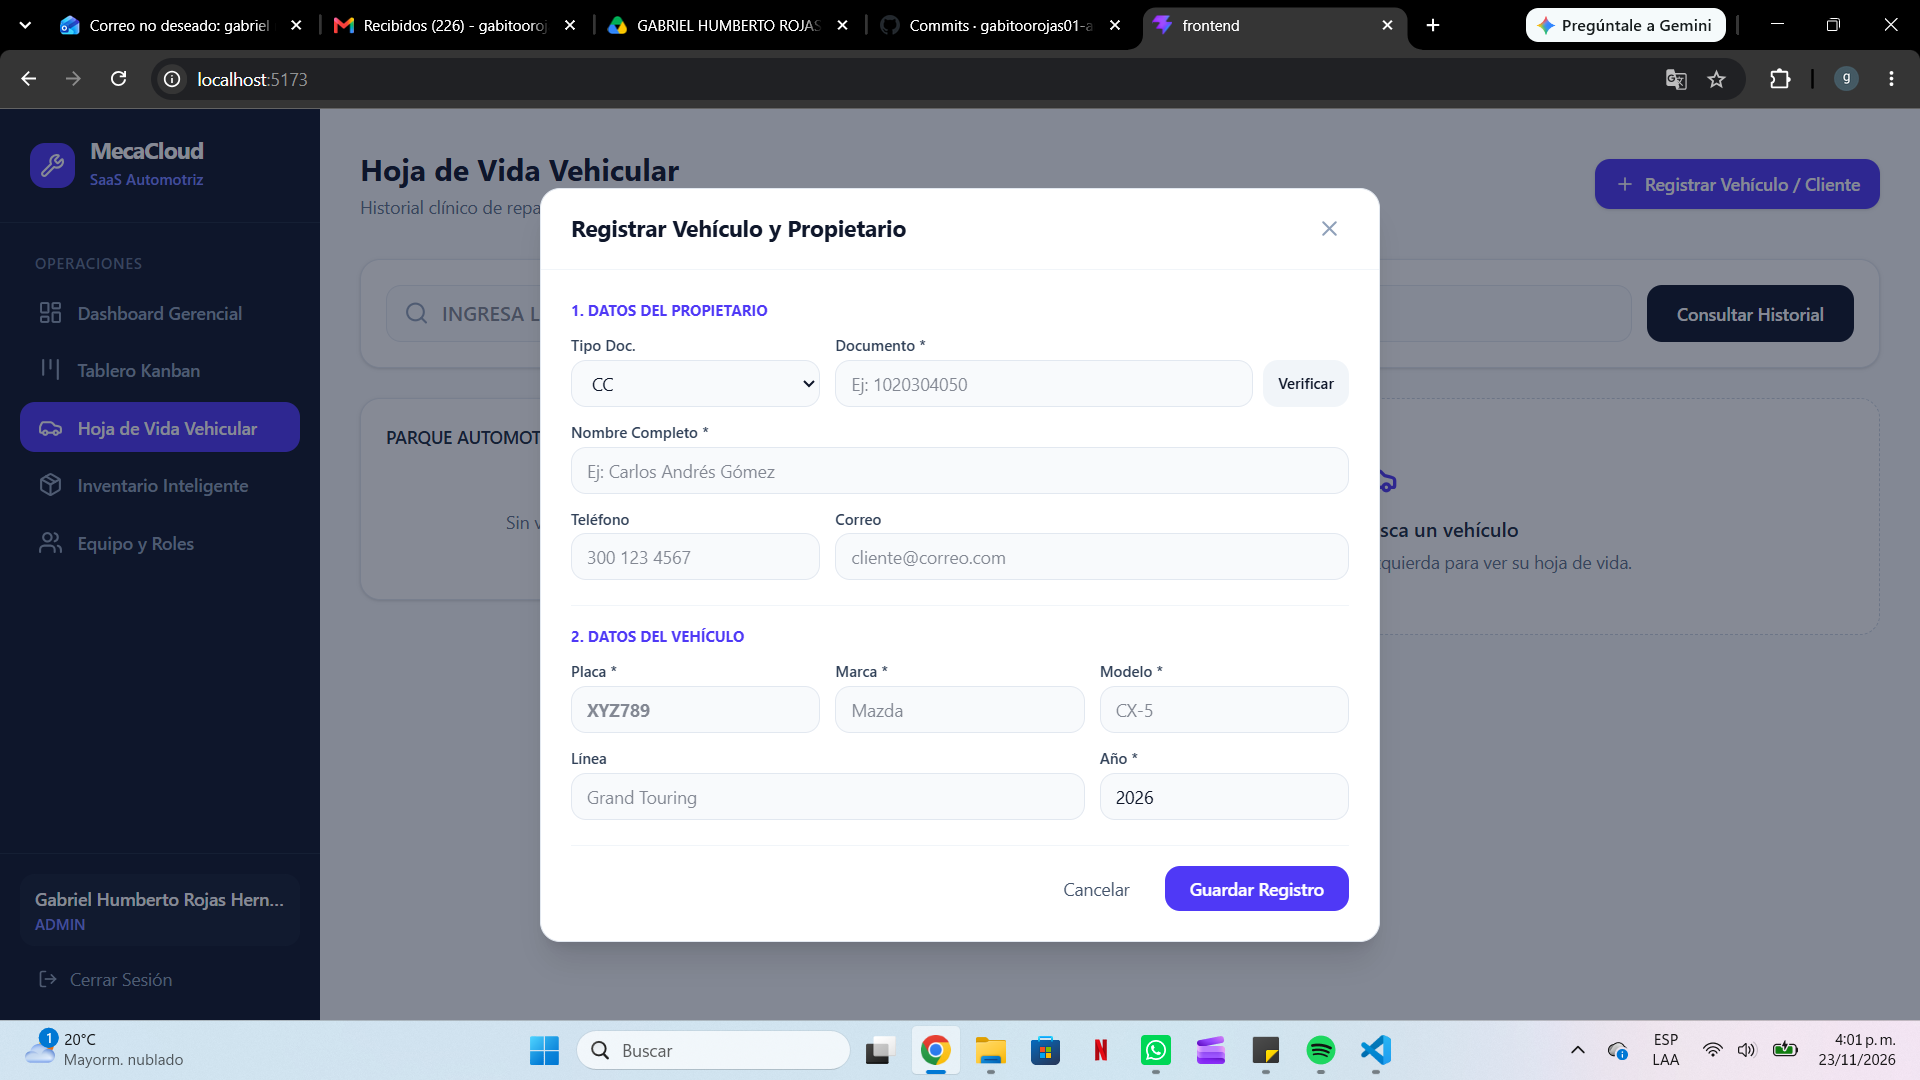 Correo no deseado: gabriel
Recibidos (226) - gabitooroj
GABRIEL HUMBERTO ROJAS
Commits · gabitoorojas01-a
frontend
Pregúntale a Gemini
localhost:5173
g
MecaCloud
SaaS Automotriz
OPERACIONES
Dashboard Gerencial
Tablero Kanban
Hoja de Vida Vehicular
Inventario Inteligente
Equipo y Roles
Gabriel Humberto Rojas Hern...
ADMIN
Cerrar Sesión
Hoja de Vida Vehicular
Historial clínico de repa
+ Registrar Vehículo / Cliente
INGRESA L
Consultar Historial
PARQUE AUTOMOT
Sin v
sca un vehículo
quierda para ver su hoja de vida.
Registrar Vehículo y Propietario
1. DATOS DEL PROPIETARIO
Tipo Doc.
Documento *
CC
Ej: 1020304050
Verificar
Nombre Completo *
Ej: Carlos Andrés Gómez
Teléfono
Correo
300 123 4567
cliente@correo.com
2. DATOS DEL VEHÍCULO
Placa *
Marca *
Modelo *
XYZ789
Mazda
CX-5
Línea
Año *
Grand Touring
2026
Cancelar
Guardar Registro
1
20°C
Mayorm. nublado
Buscar
ESP
LAA
4:01 p. m.
23/11/2026